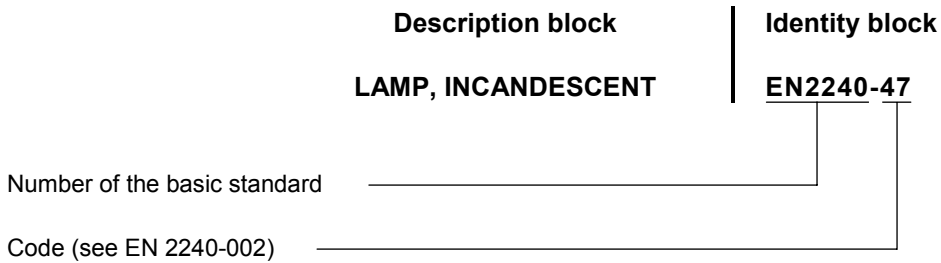 Description block Identity block
LAMP, INCANDESCENT EN2240-47
Number of the basic standard
Code (see EN 2240-002)